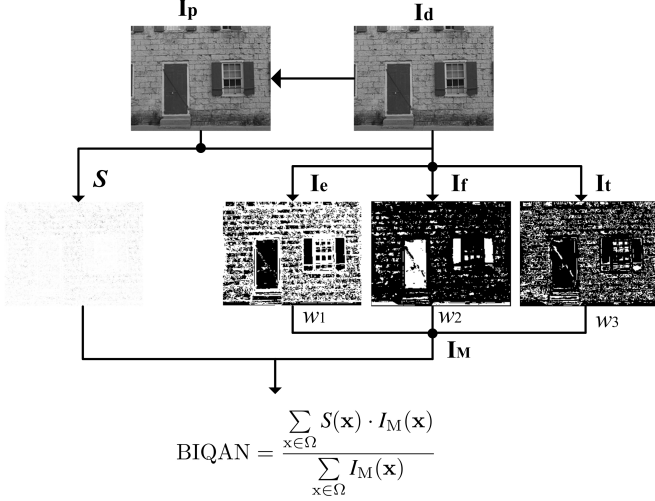 Ip Id
S Ie If It
w1 w2 w3
IM
BIQAN = ∑x∈Ω S(x) · IM(x) / ∑x∈Ω IM(x)